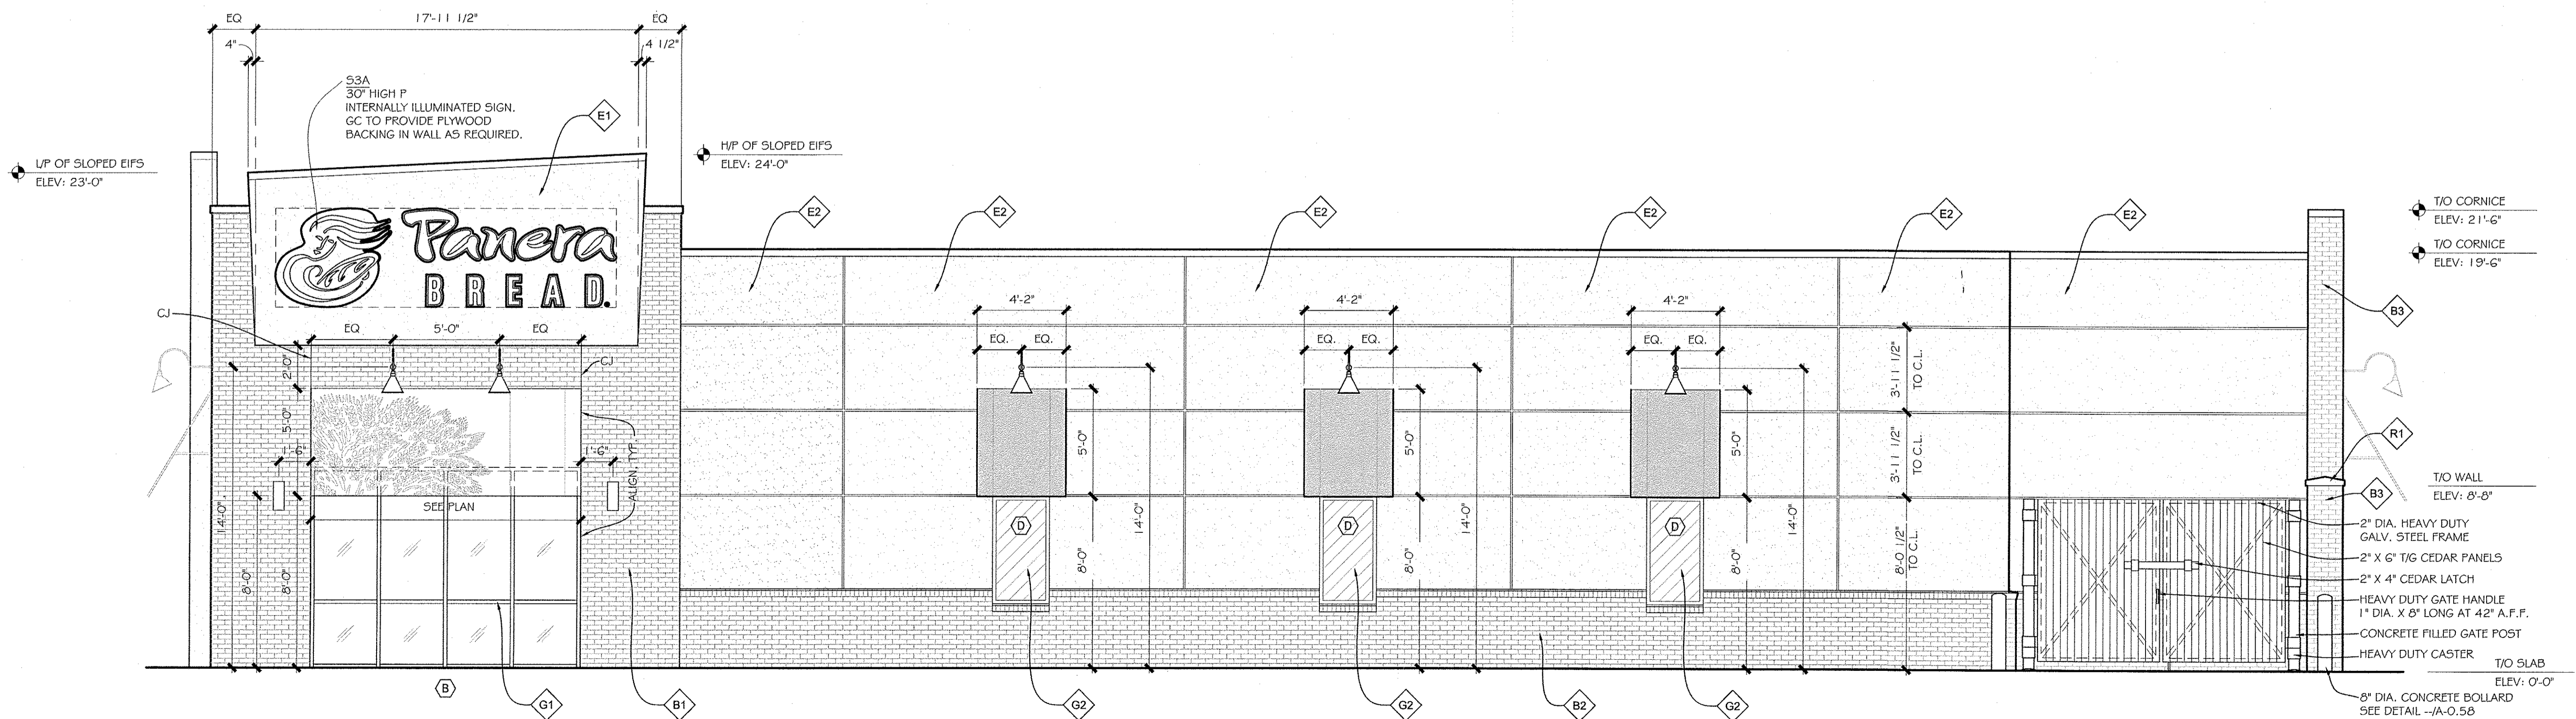 EQ 17'-11 1/2" EQ
4" 4 1/2"
S3A
30" HIGH P
INTERNALLY ILLUMINATED SIGN.
GC TO PROVIDE PLYWOOD
BACKING IN WALL AS REQUIRED.
E1
L/P OF SLOPED EIFS
ELEV: 23'-0"
H/P OF SLOPED EIFS
ELEV: 24'-0"
Panera
BREAD.
E2 E2 E2 E2 E2 E2
T/O CORNICE
ELEV: 21'-6"
T/O CORNICE
ELEV: 19'-6"
CJ
EQ 5'-0" EQ
CJ
2'-0"
5'-0"
1'-6" 1'-6"
ALIGN, TYP.
SEE PLAN
14'-0"
8'-0" 8'-0"
4'-2" 4'-2" 4'-2"
EQ. EQ. EQ. EQ. EQ. EQ.
5'-0" 5'-0" 5'-0"
14'-0" 14'-0" 14'-0"
8'-0" 8'-0" 8'-0"
D D D
3'-11 1/2"
TO C.L.
3'-11 1/2"
TO C.L.
8'-0 1/2"
TO C.L.
B3
R1
T/O WALL
ELEV: 8'-8"
B3
2" DIA. HEAVY DUTY
GALV. STEEL FRAME
2" X 6" T/G CEDAR PANELS
2" X 4" CEDAR LATCH
HEAVY DUTY GATE HANDLE
1" DIA. X 8" LONG AT 42" A.F.F.
CONCRETE FILLED GATE POST
HEAVY DUTY CASTER
T/O SLAB
ELEV: 0'-0"
8" DIA. CONCRETE BOLLARD
SEE DETAIL --/A-0.58
B G1 B1 G2 G2 B2 G2